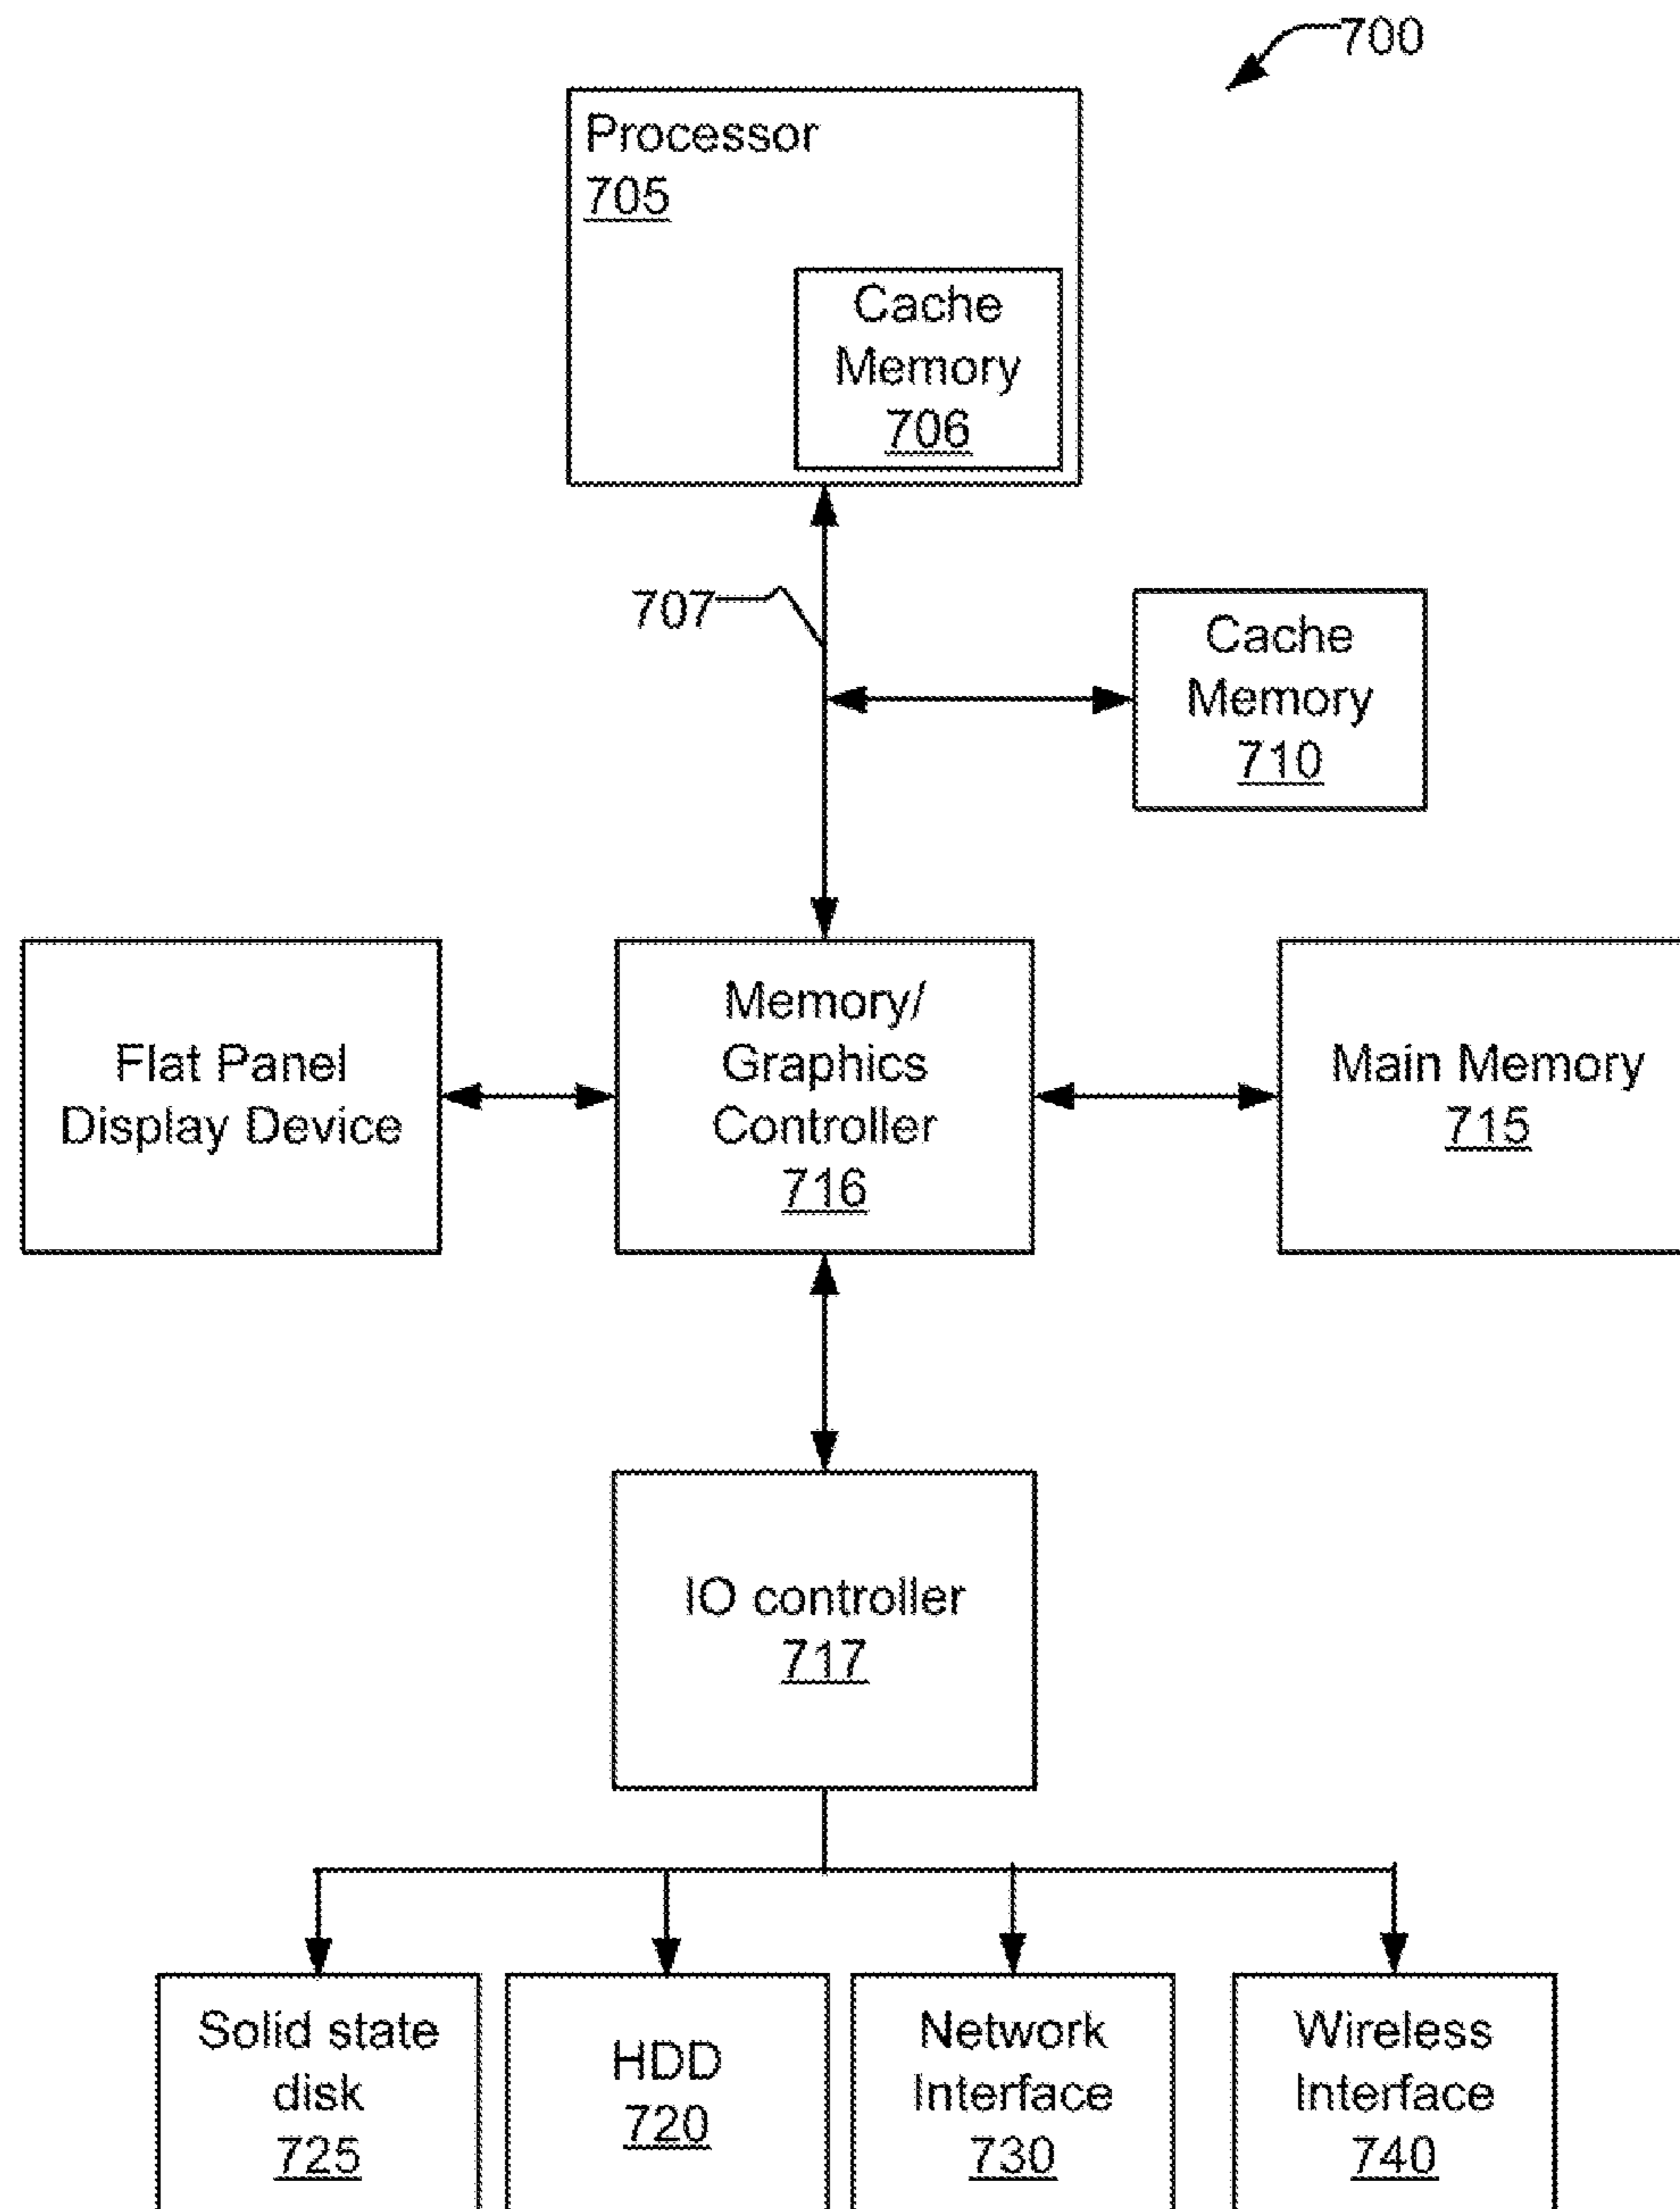 700
Processor
705
Cache
Memory
706
707
Cache
Memory
710
Flat Panel
Display Device
Memory/
Graphics
Controller
716
Main Memory
715
IO controller
717
Solid state
disk
725
HDD
720
Network
Interface
730
Wireless
Interface
740